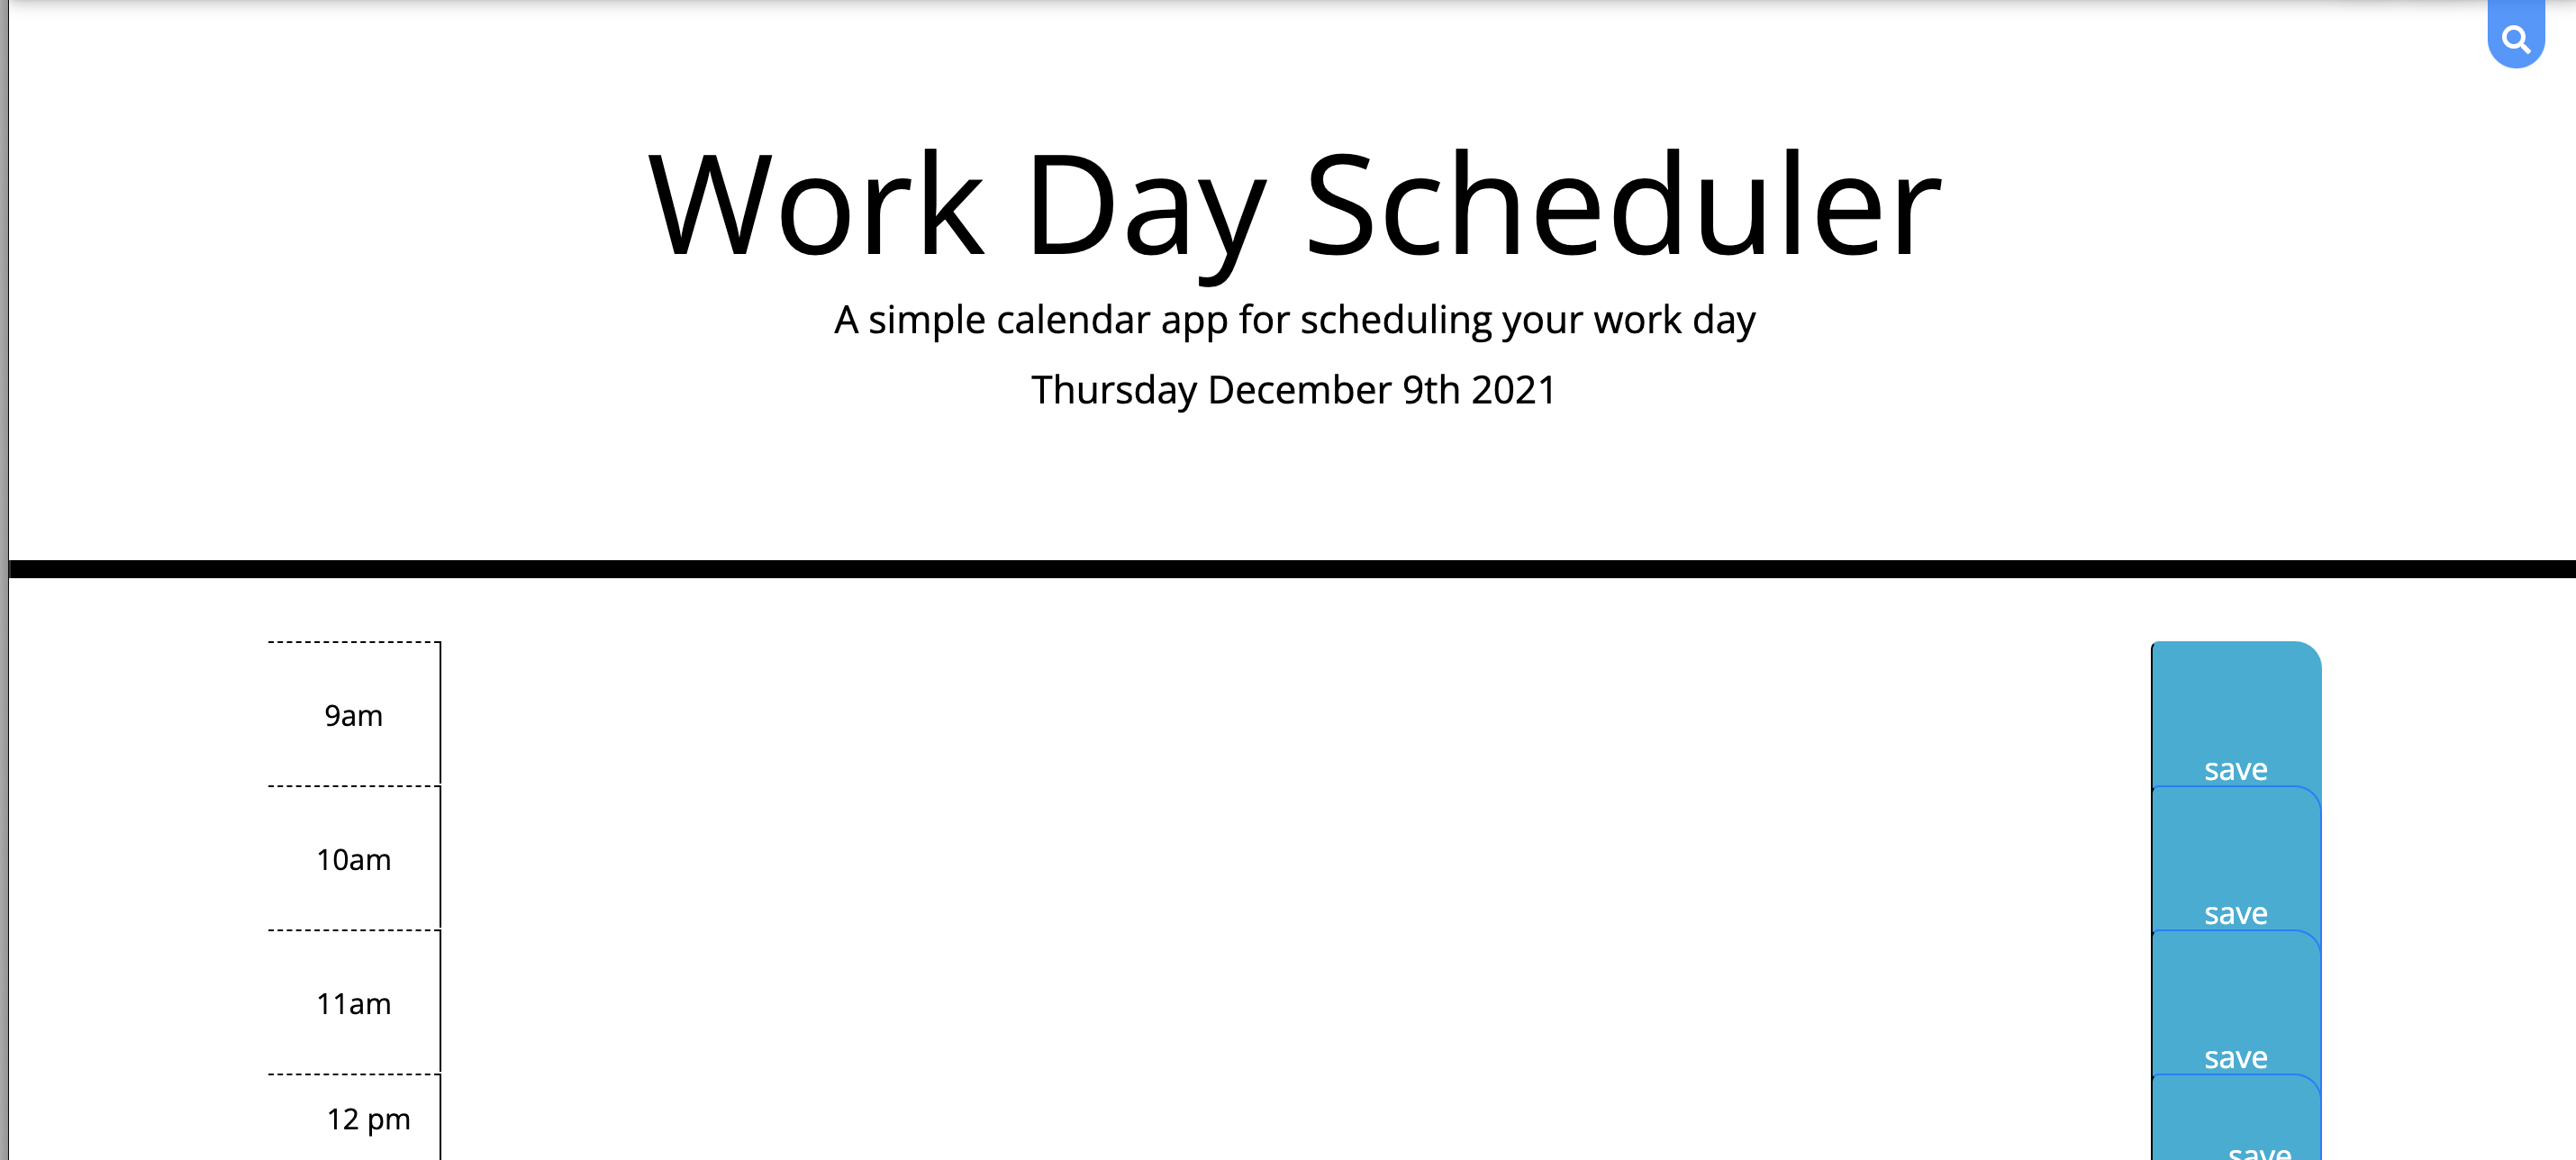 Work Day Scheduler
A simple calendar app for scheduling your work day
Thursday December 9th 2021
9am
save
10am
save
11am
save
12 pm
save